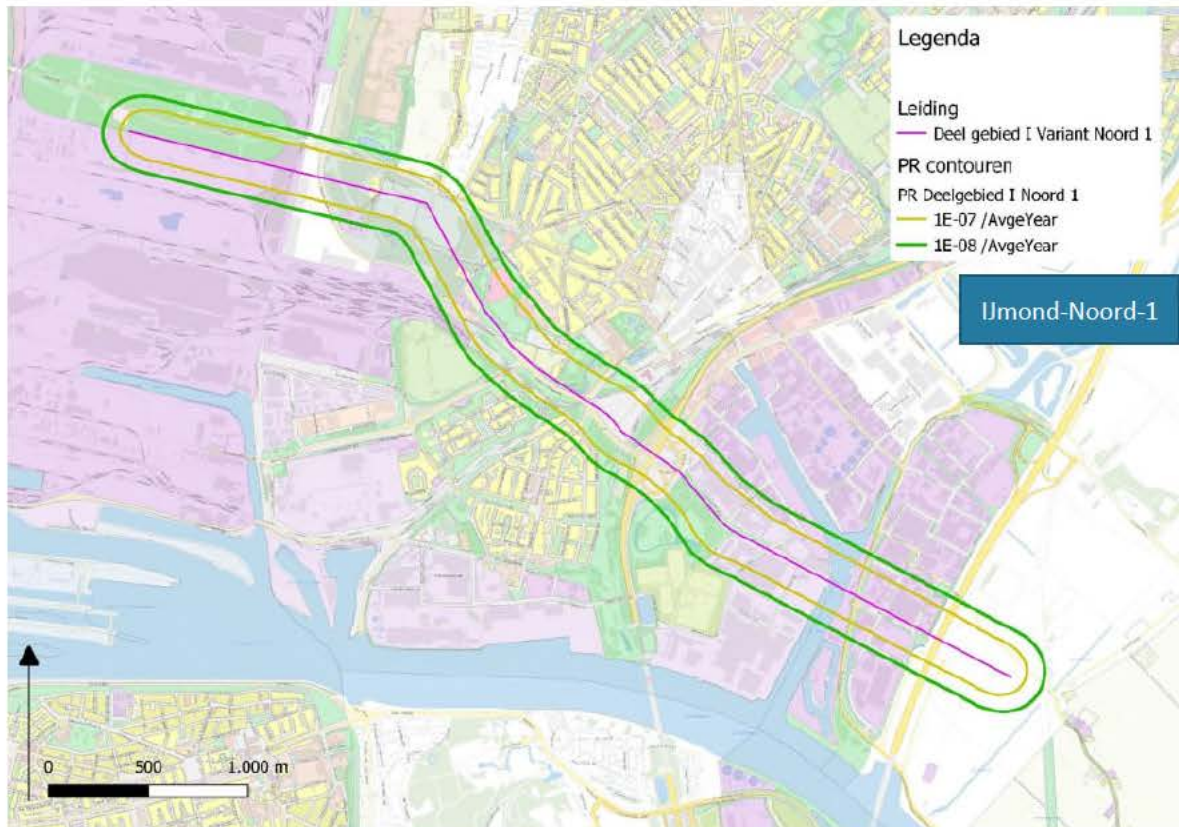 Legenda
Leiding
Deel gebied I Variant Noord 1
PR contouren
PR Deelgebied I Noord 1
1E-07 /AvgeYear
1E-08 /AvgeYear
IJmond-Noord-1
0 500 1.000 m